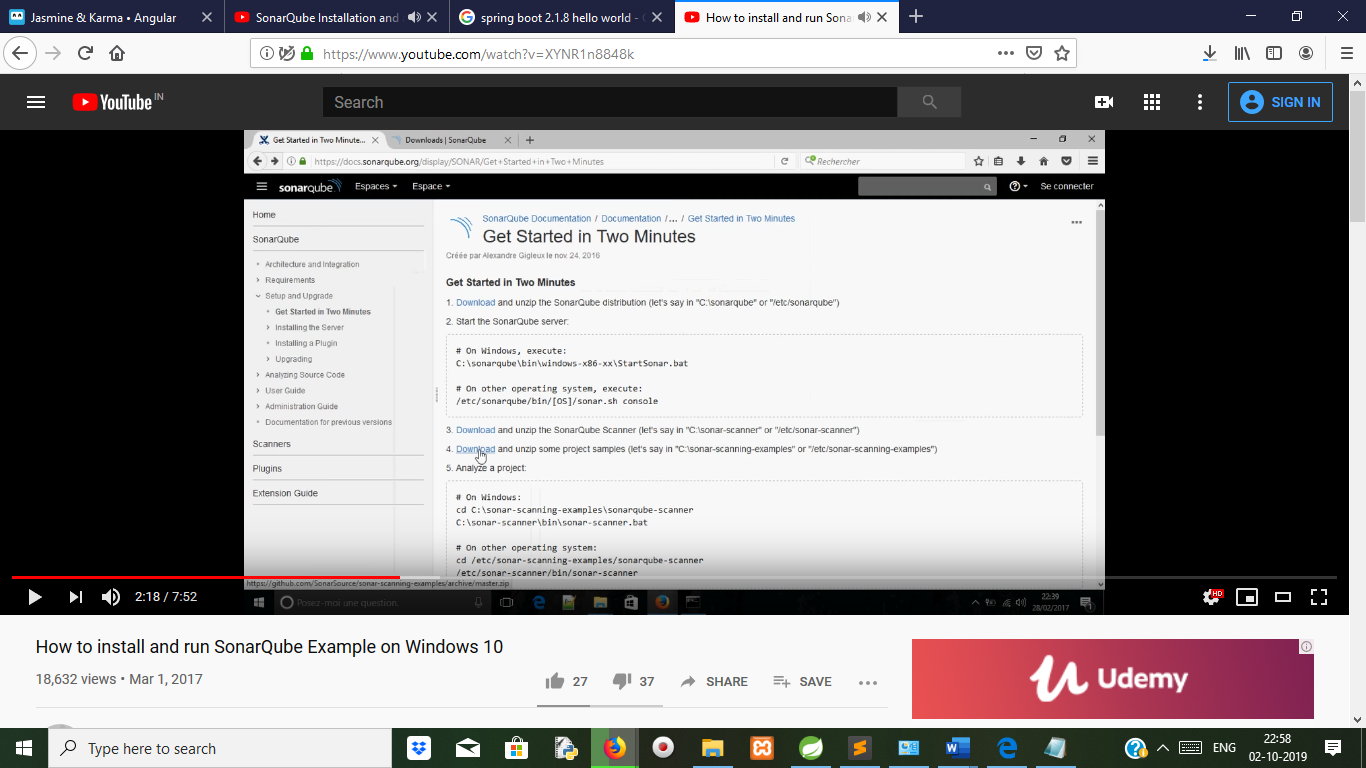 Jasmine & Karma • Angular
SonarQube Installation and
spring boot 2.1.8 hello world -
How to install and run Sona
https://www.youtube.com/watch?v=XYNR1n8848k
YouTube IN
Search
SIGN IN
Get Started in Two Minute...
Downloads | SonarQube
https://docs.sonarqube.org/display/SONAR/Get+Started+in+Two+Minutes
Rechercher
sonarqube
Espaces
Espace
Se connecter
Home
SonarQube
Architecture and Integration
Requirements
Setup and Upgrade
Get Started in Two Minutes
Installing the Server
Installing a Plugin
Upgrading
Analyzing Source Code
User Guide
Administration Guide
Documentation for previous versions
Scanners
Plugins
Extension Guide
SonarQube Documentation / Documentation /... / Get Started in Two Minutes
Get Started in Two Minutes
Créée par Alexandre Gigleux le nov. 24, 2016
Get Started in Two Minutes
1. Download and unzip the SonarQube distribution (let's say in "C:\sonarqube" or "/etc/sonarqube")
2. Start the SonarQube server:
# On Windows, execute:
C:\sonarqube\bin\windows-x86-xx\StartSonar.bat
# On other operating system, execute:
/etc/sonarqube/bin/[OS]/sonar.sh console
3. Download and unzip the SonarQube Scanner (let's say in "C:\sonar-scanner" or "/etc/sonar-scanner")
4. Download and unzip some project samples (let's say in "C:\sonar-scanning-examples" or "/etc/sonar-scanning-examples")
5. Analyze a project:
# On Windows:
cd C:\sonar-scanning-examples\sonarqube-scanner
C:\sonar-scanner\bin\sonar-scanner.bat
# On other operating system:
cd /etc/sonar-scanning-examples/sonarqube-scanner
/etc/sonar-scanner/bin/sonar-scanner
https://github.com/SonarSource/sonar-scanning-examples/archive/master.zip
Posez-moi une question.
22:39
28/02/2017
2:18 / 7:52
HD
How to install and run SonarQube Example on Windows 10
18,632 views • Mar 1, 2017
27
37
SHARE
SAVE
Udemy
Type here to search
ENG
22:58
02-10-2019